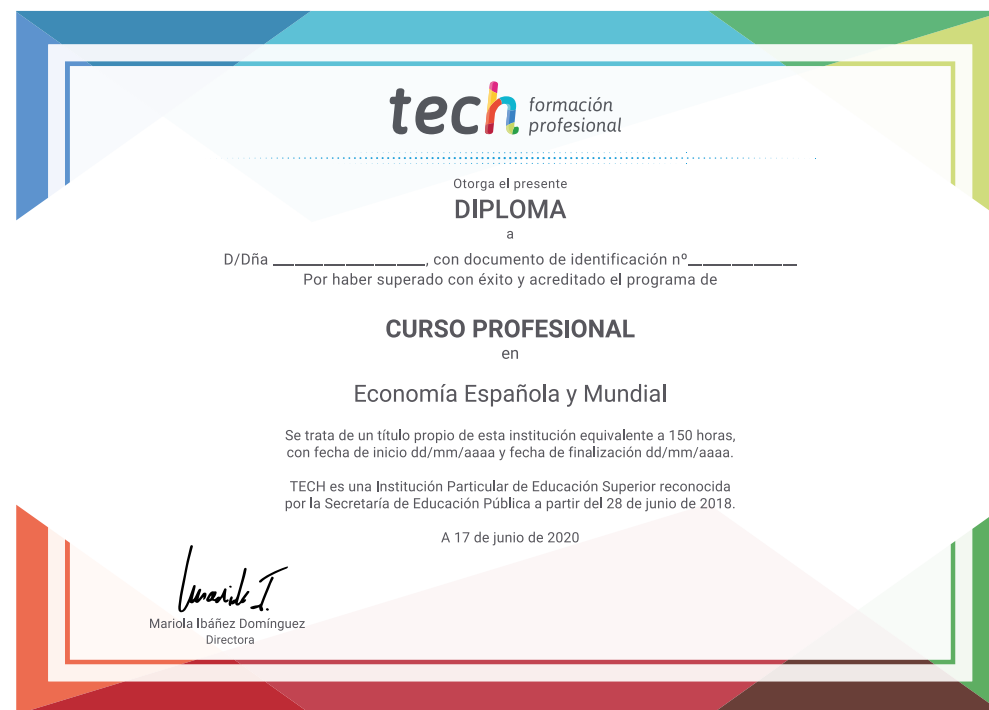 tech formación
profesional
Otorga el presente
DIPLOMA
a
D/Dña ____________________, con documento de identificación nº______________
Por haber superado con éxito y acreditado el programa de
CURSO PROFESIONAL
en
Economía Española y Mundial
Se trata de un título propio de esta institución equivalente a 150 horas,
con fecha de inicio dd/mm/aaaa y fecha de finalización dd/mm/aaaa.
TECH es una Institución Particular de Educación Superior reconocida
por la Secretaría de Educación Pública a partir del 28 de junio de 2018.
A 17 de junio de 2020
Mariola Ibáñez Domínguez
Directora